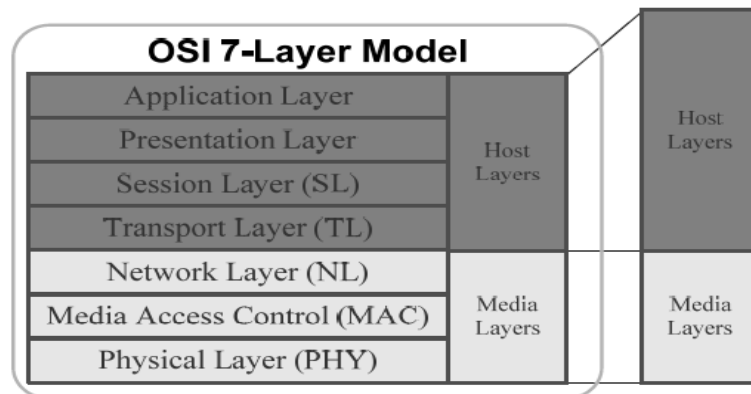 OSI 7-Layer Model
Application Layer
Presentation Layer
Session Layer (SL)
Transport Layer (TL)
Network Layer (NL)
Media Access Control (MAC)
Physical Layer (PHY)
Host
Layers
Media
Layers
Host
Layers
Media
Layers